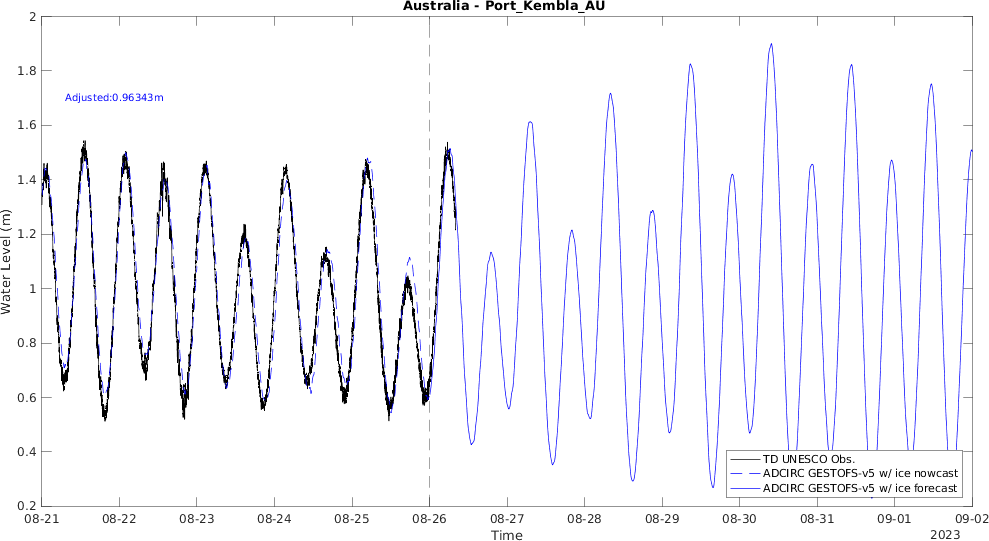 Australia - Port_Kembla_AU
2
1.8
Adjusted:0.96343m
1.6
1.4
1.2
1
0.8
0.6
0.4
0.2
Water Level (m)
TD UNESCO Obs.
ADCIRC GESTOFS-v5 w/ ice nowcast
ADCIRC GESTOFS-v5 w/ ice forecast
08-21 08-22 08-23 08-24 08-25 08-26 08-27 08-28 08-29 08-30 08-31 09-01 09-02
Time
2023